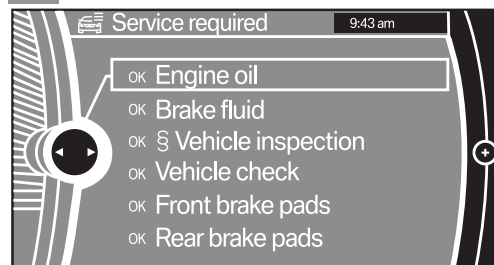 Service required 9:43 am
OK Engine oil
OK Brake fluid
OK § Vehicle inspection
OK Vehicle check
OK Front brake pads
OK Rear brake pads